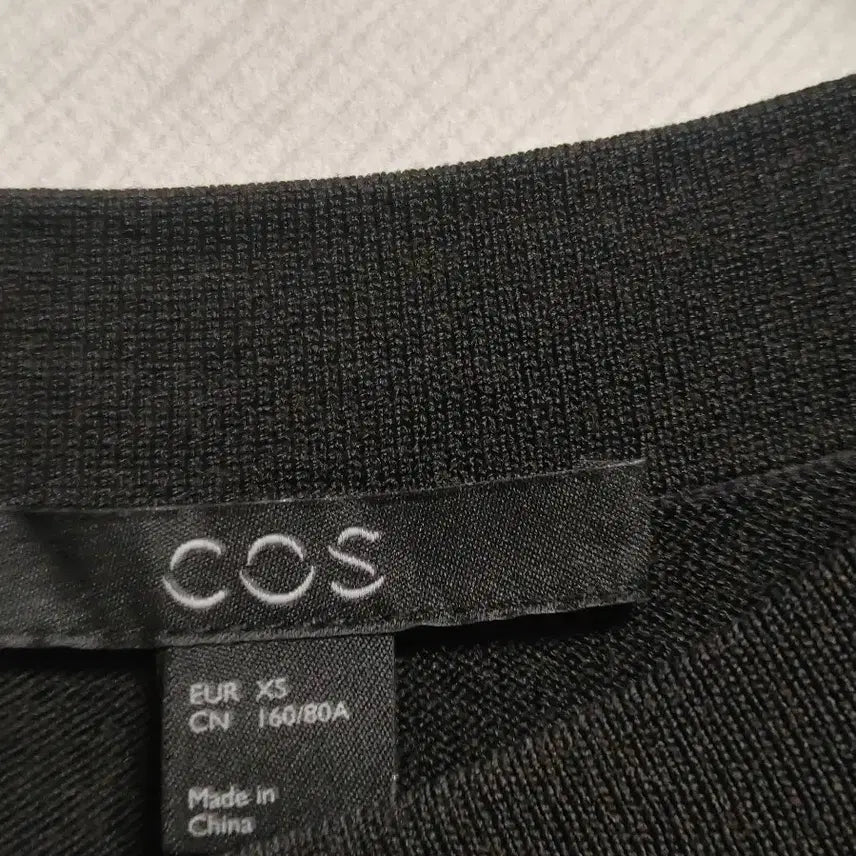 COS
EUR XS
CN 160/80A
Made in
China